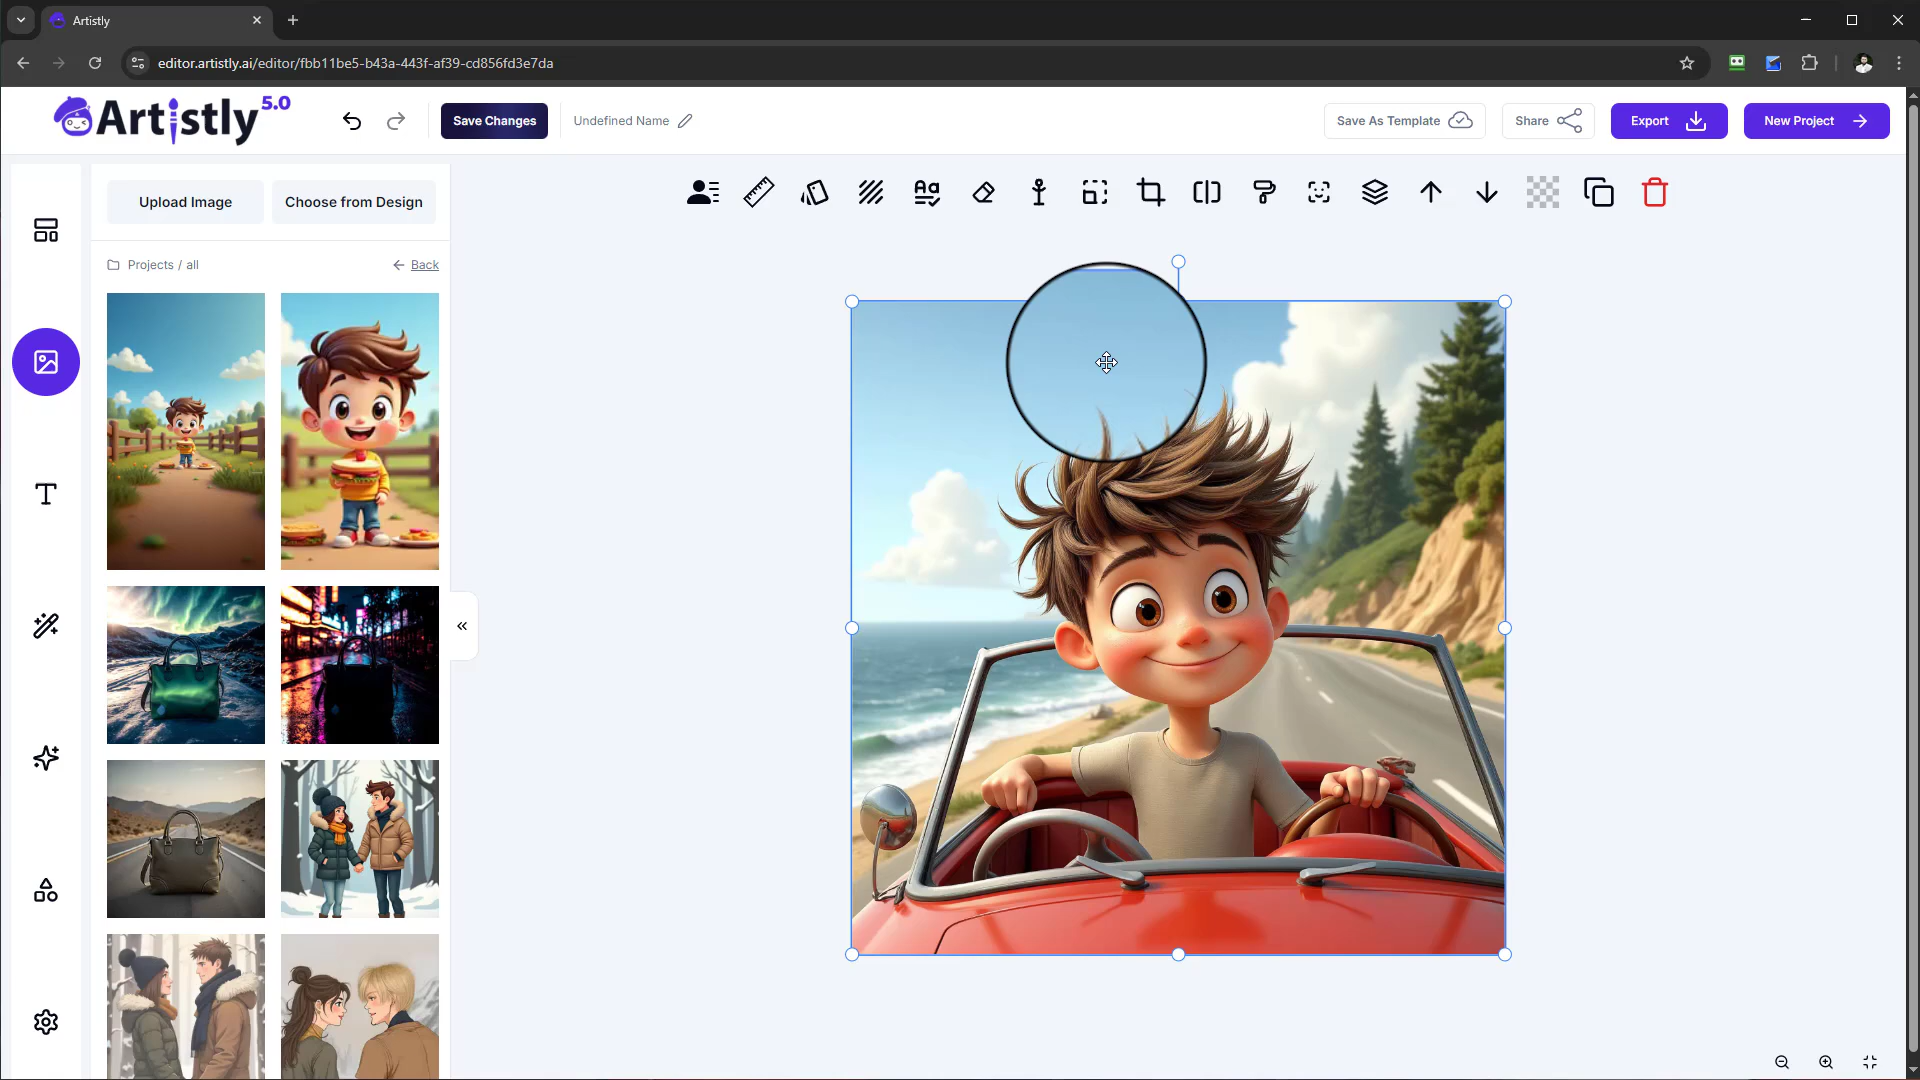 Artistly
editor.artistly.ai/editor/fbb11be5-b43a-443f-af39-cd856fd3e7da
Artistly 5.0
Save Changes
Undefined Name
Save As Template
Share
Export
New Project
Upload Image
Choose from Design
Projects / all
Back